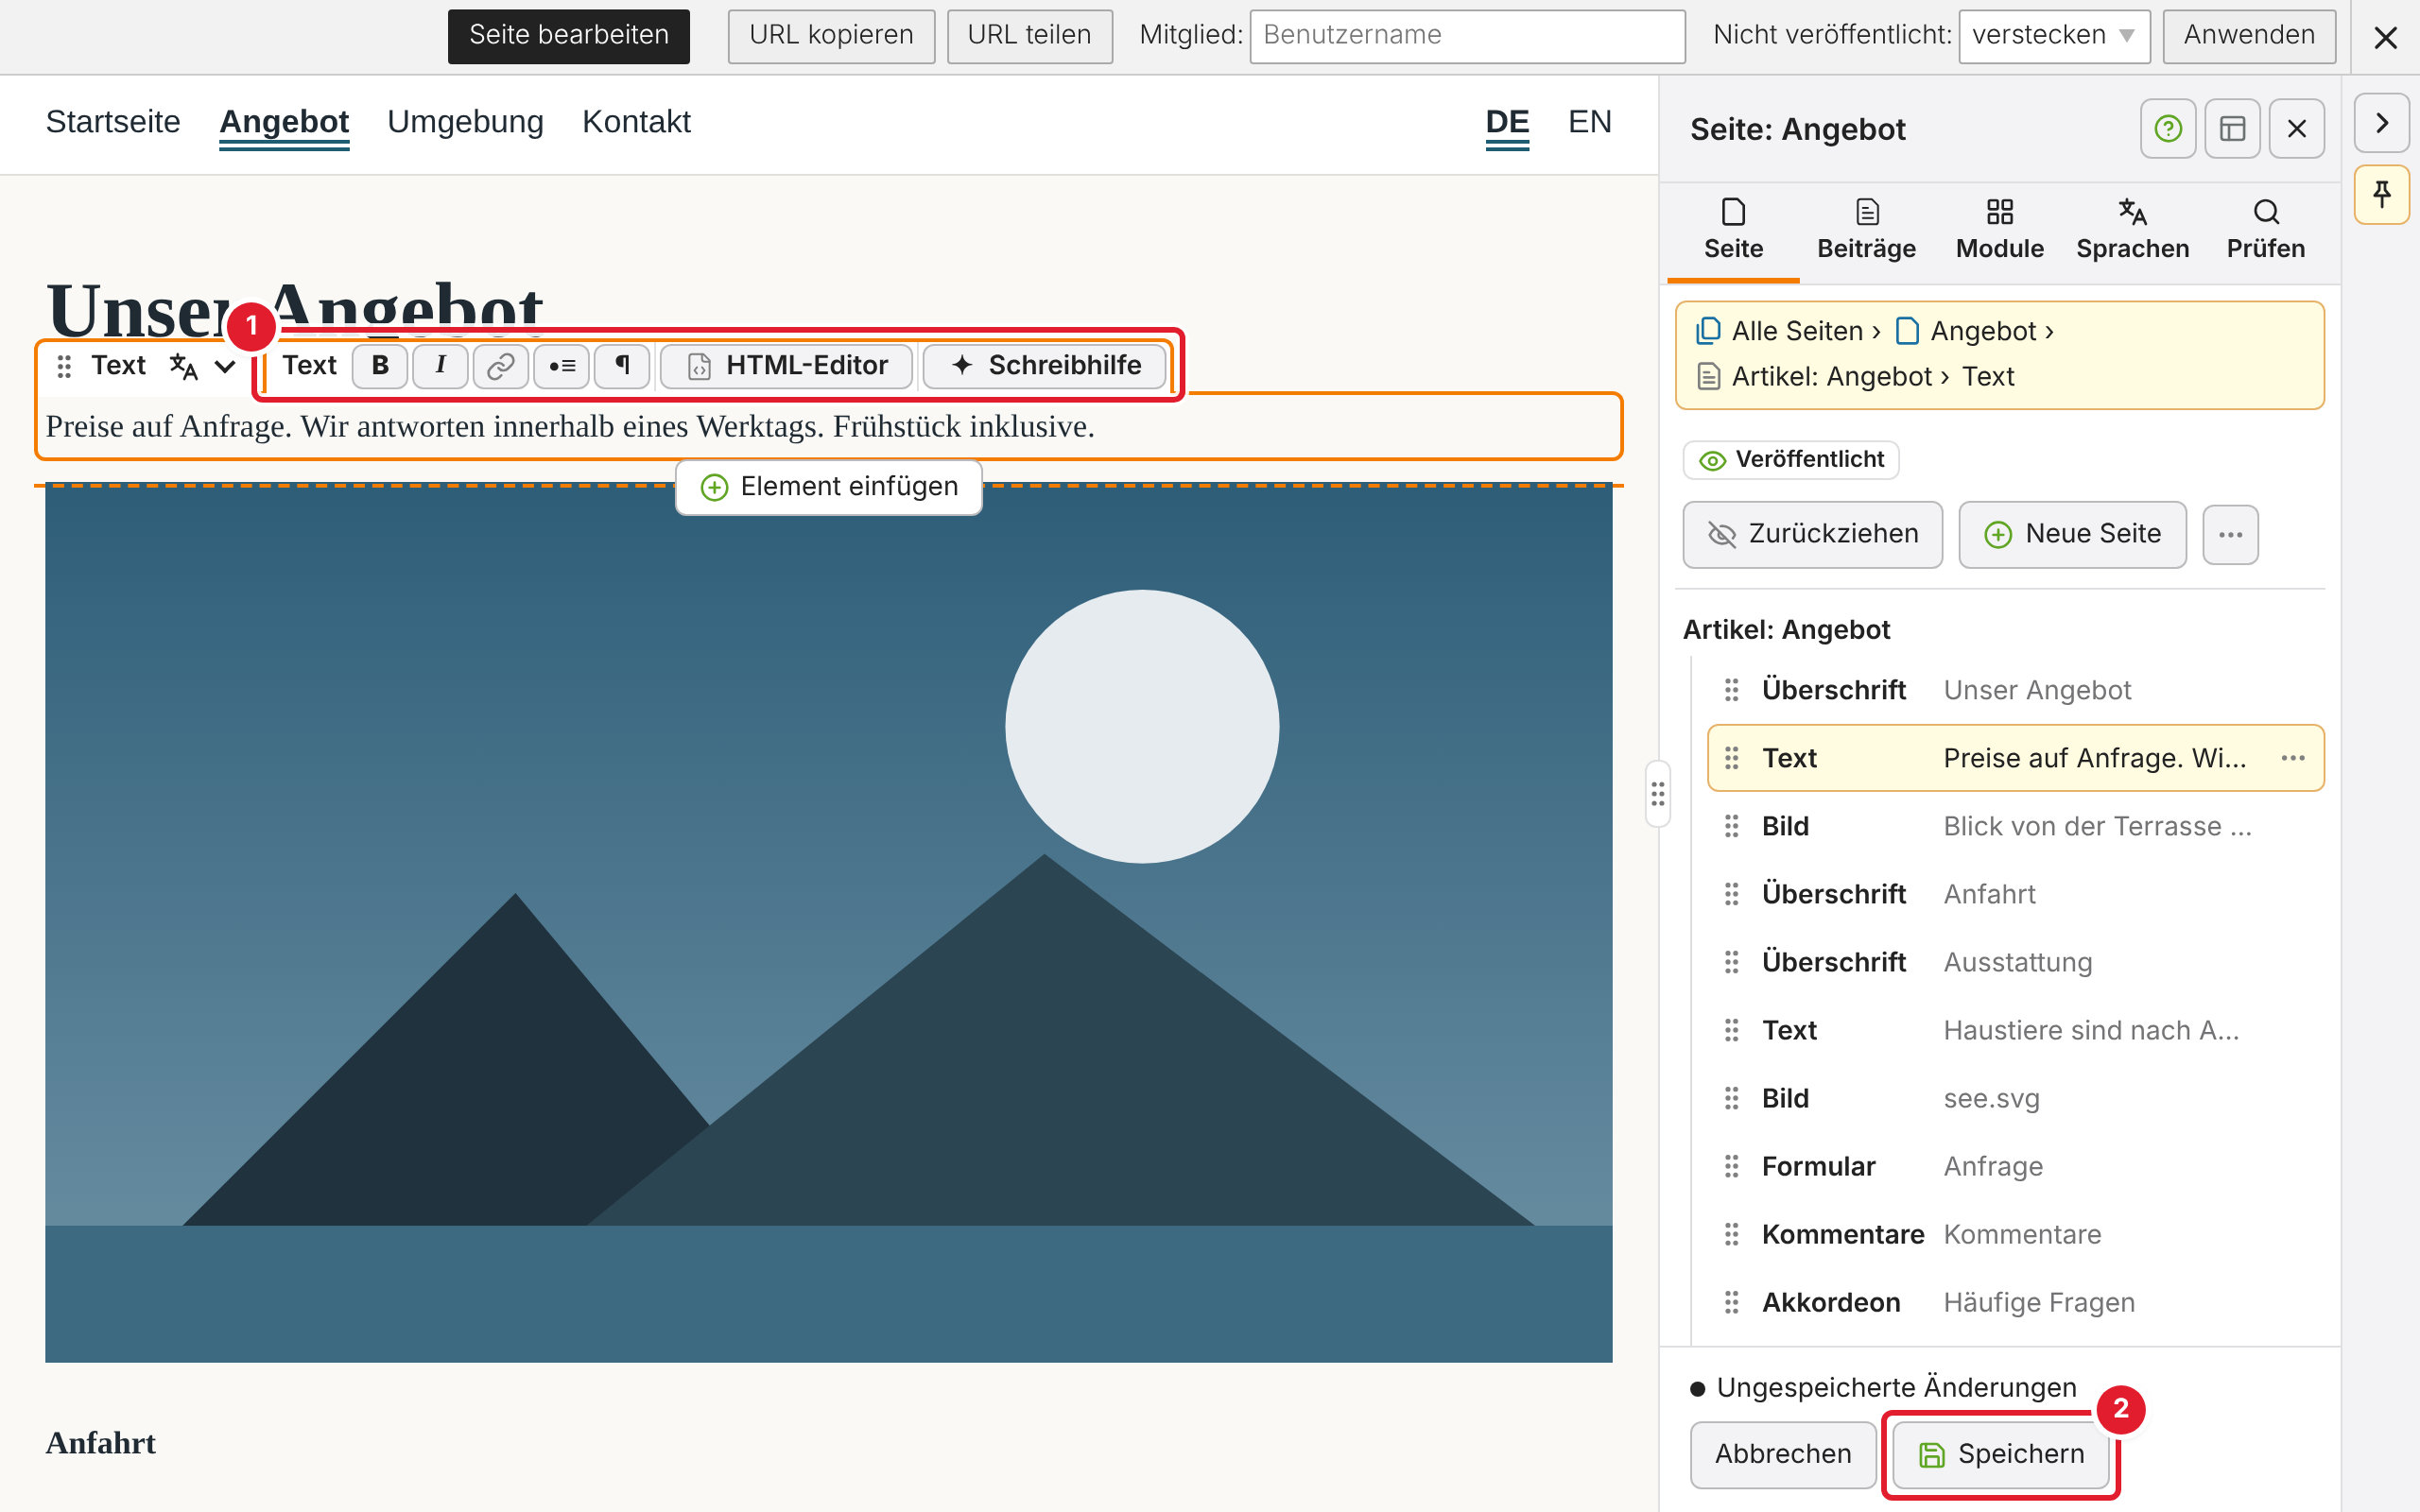 Seite bearbeiten URL kopieren URL teilen Mitglied: Benutzername Nicht veröffentlicht: verstecken Anwenden
Startseite Angebot Umgebung Kontakt DE EN
Unser Angebot
1
Text Text B I ¶ HTML-Editor Schreibhilfe
Preise auf Anfrage. Wir antworten innerhalb eines Werktags. Frühstück inklusive.
Element einfügen
Anfahrt
Seite: Angebot
Seite Beiträge Module Sprachen Prüfen
Alle Seiten › Angebot ›
Artikel: Angebot › Text
Veröffentlicht
Zurückziehen Neue Seite ...
Artikel: Angebot
Überschrift Unser Angebot
Text Preise auf Anfrage. Wi... ...
Bild Blick von der Terrasse ...
Überschrift Anfahrt
Überschrift Ausstattung
Text Haustiere sind nach A...
Bild see.svg
Formular Anfrage
Kommentare Kommentare
Akkordeon Häufige Fragen
Ungespeicherte Änderungen
2
Abbrechen Speichern